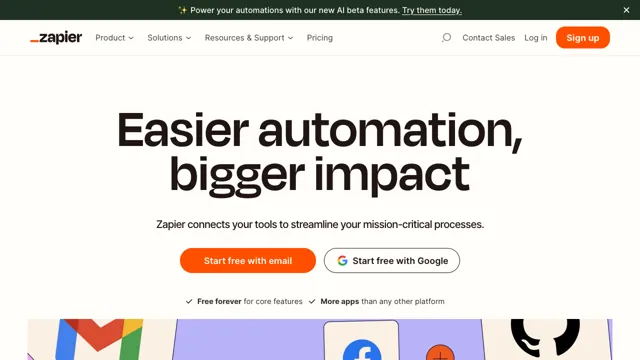 ✨ Power your automations with our new AI beta features. Try them today.
zapier Product Solutions Resources & Support Pricing Contact Sales Log in Sign up
Easier automation,
bigger impact
Zapier connects your tools to streamline your mission-critical processes.
Start free with email Start free with Google
Free forever for core features More apps than any other platform